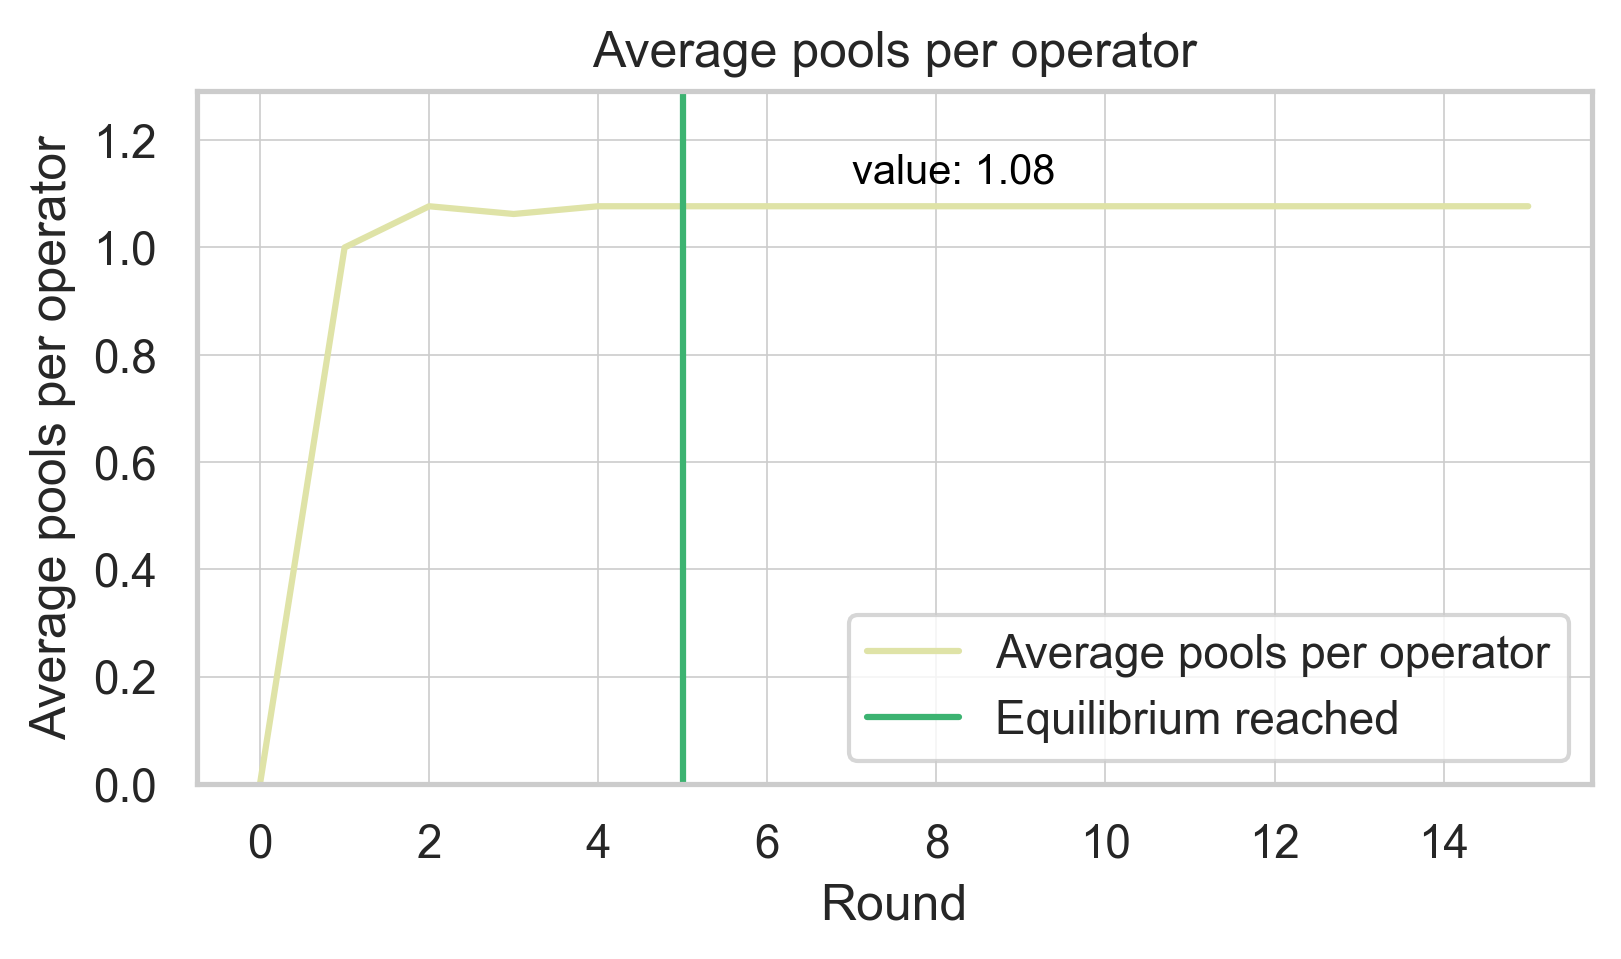 Average pools per operator
Average pools per operator
1.2
1.0
0.8
0.6
0.4
0.2
0.0
value: 1.08
Average pools per operator
Equilibrium reached
0 2 4 6 8 10 12 14
Round